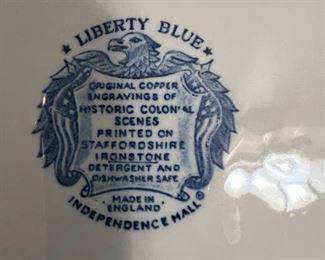 ★ LIBERTY BLUE ★
ORIGINAL COPPER
ENGRAVINGS OF
HISTORIC COLONIAL
SCENES
PRINTED ON
STAFFORDSHIRE
IRONSTONE
DETERGENT AND
DISHWASHER SAFE
· MADE IN ·
ENGLAND
INDEPENDENCE HALL ®